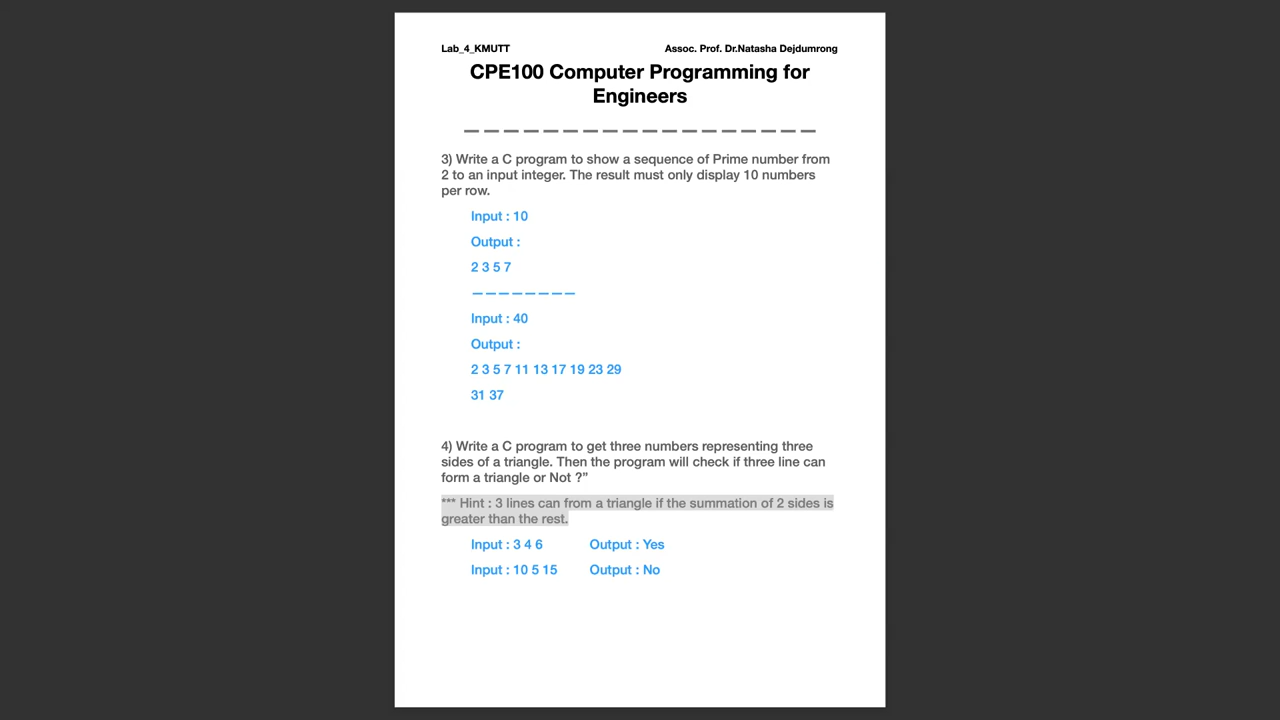 Lab_4_KMUTT Assoc. Prof. Dr.Natasha Dejdumrong
CPE100 Computer Programming for
Engineers
— — — — — — — — — — — — — — — — — —
3) Write a C program to show a sequence of Prime number from
2 to an input integer. The result must only display 10 numbers
per row.
Input : 10
Output :
2 3 5 7
— — — — — — — —
Input : 40
Output :
2 3 5 7 11 13 17 19 23 29
31 37
4) Write a C program to get three numbers representing three
sides of a triangle. Then the program will check if three line can
form a triangle or Not ?”
*** Hint : 3 lines can from a triangle if the summation of 2 sides is
greater than the rest.
Input : 3 4 6 Output : Yes
Input : 10 5 15 Output : No